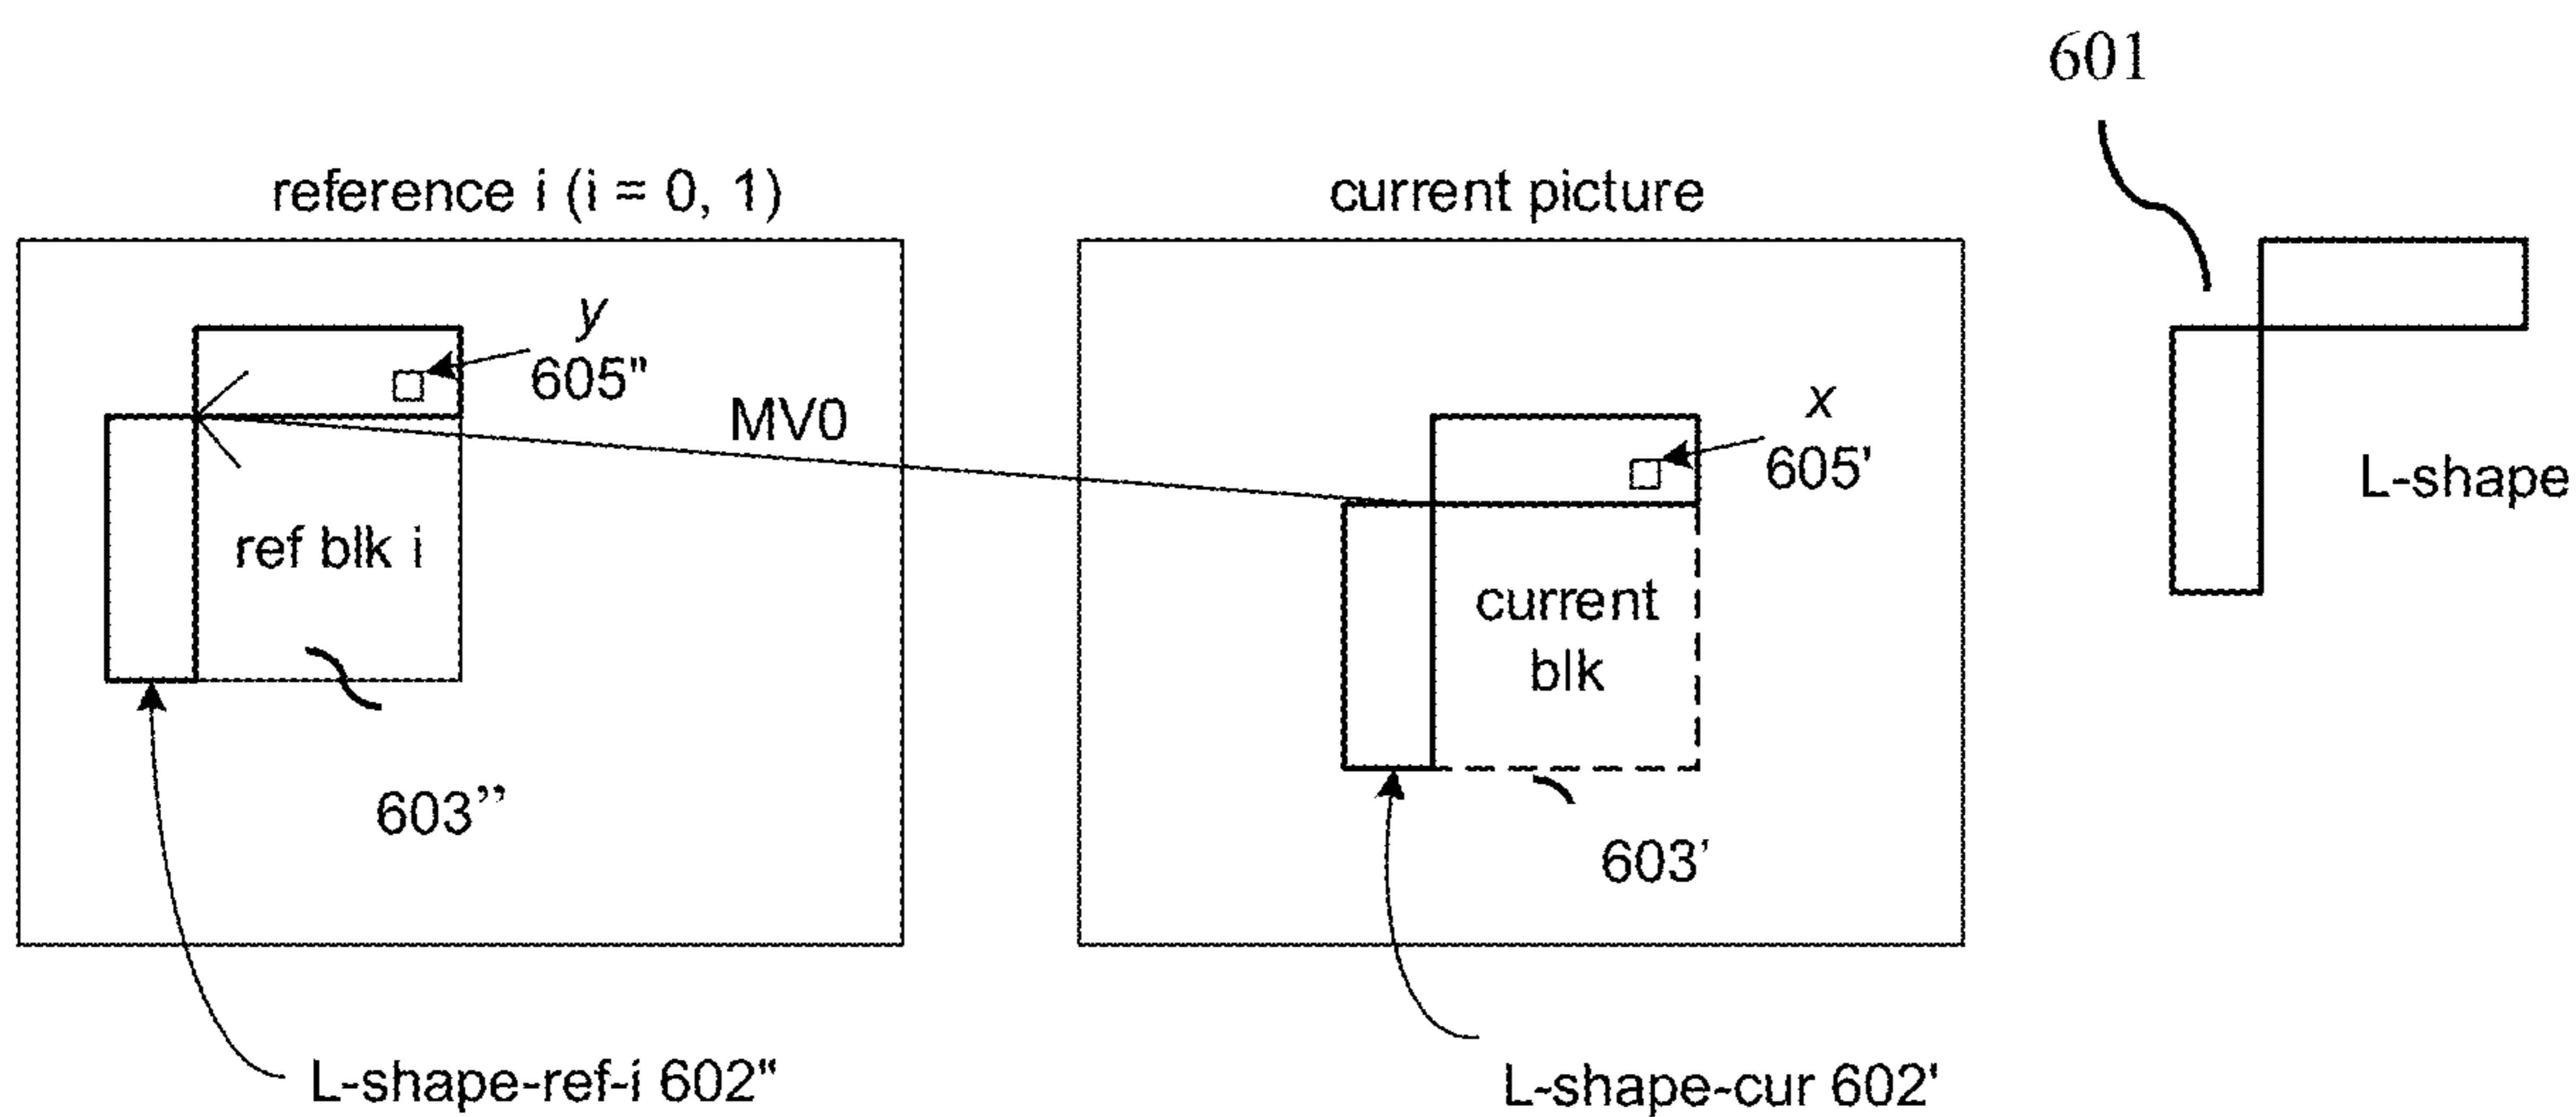 601
reference i (i = 0, 1)
current picture
y
605"
MV0
x
605'
L-shape
ref blk i
current
blk
603”
603’
L-shape-ref-i 602"
L-shape-cur 602'